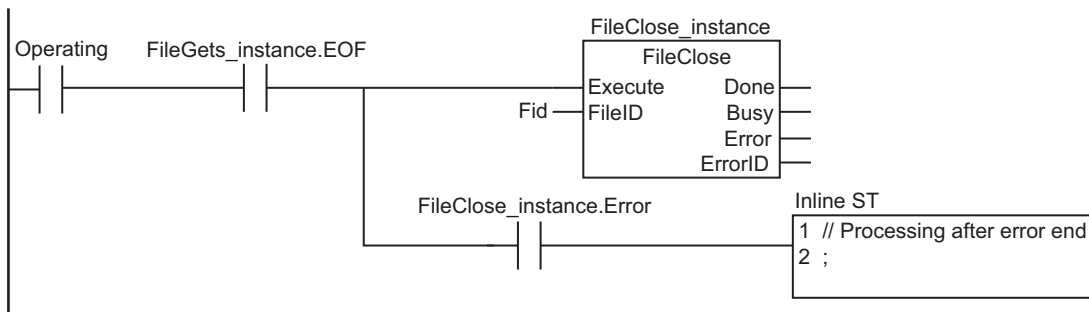 FileClose_instance
Operating
FileGets_instance.EOF
FileClose
Execute Done
Fid FileID Busy
Error
ErrorID
FileClose_instance.Error
Inline ST
1 // Processing after error end
2 ;